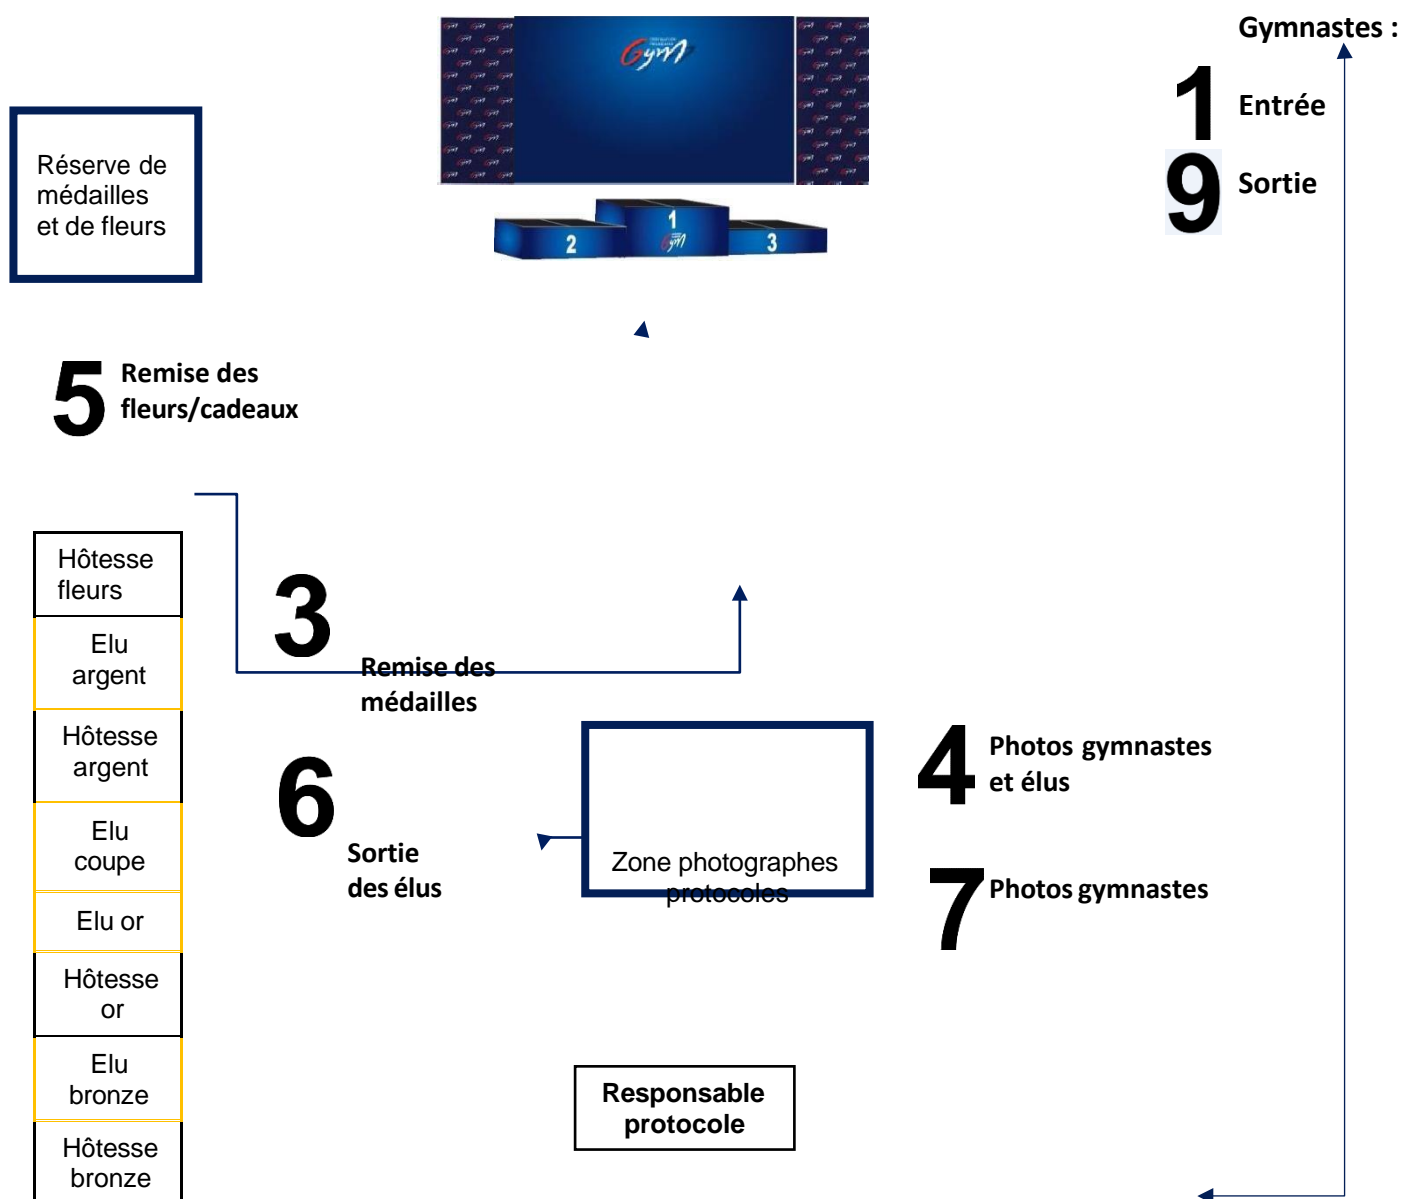 Gymnastes :
1
Entrée
9
Sortie
Gym
Réserve de
médailles
et de fleurs
1
Gym
2
3
5
Remise des
fleurs/cadeaux
Hôtesse
fleurs
Elu
argent
Hôtesse
argent
Elu
coupe
Elu or
Hôtesse
or
Elu
bronze
Hôtesse
bronze
3
Remise des
médailles
6
Sortie
des élus
Zone photographes
protocoles
4
Photos gymnastes
et élus
7
Photos gymnastes
Responsable
protocole